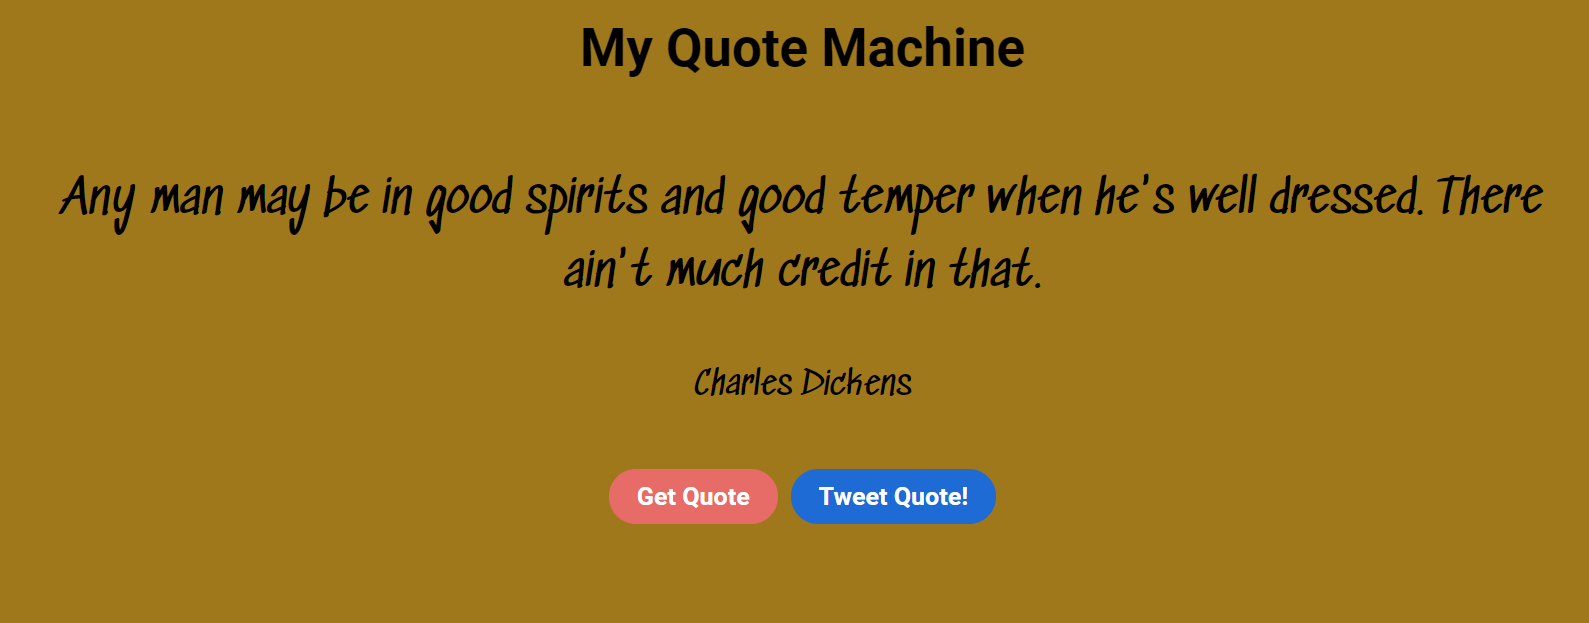 My Quote Machine
Any man may be in good spirits and good temper when he's well dressed. There
ain't much credit in that.
Charles Dickens
Get Quote
Tweet Quote!